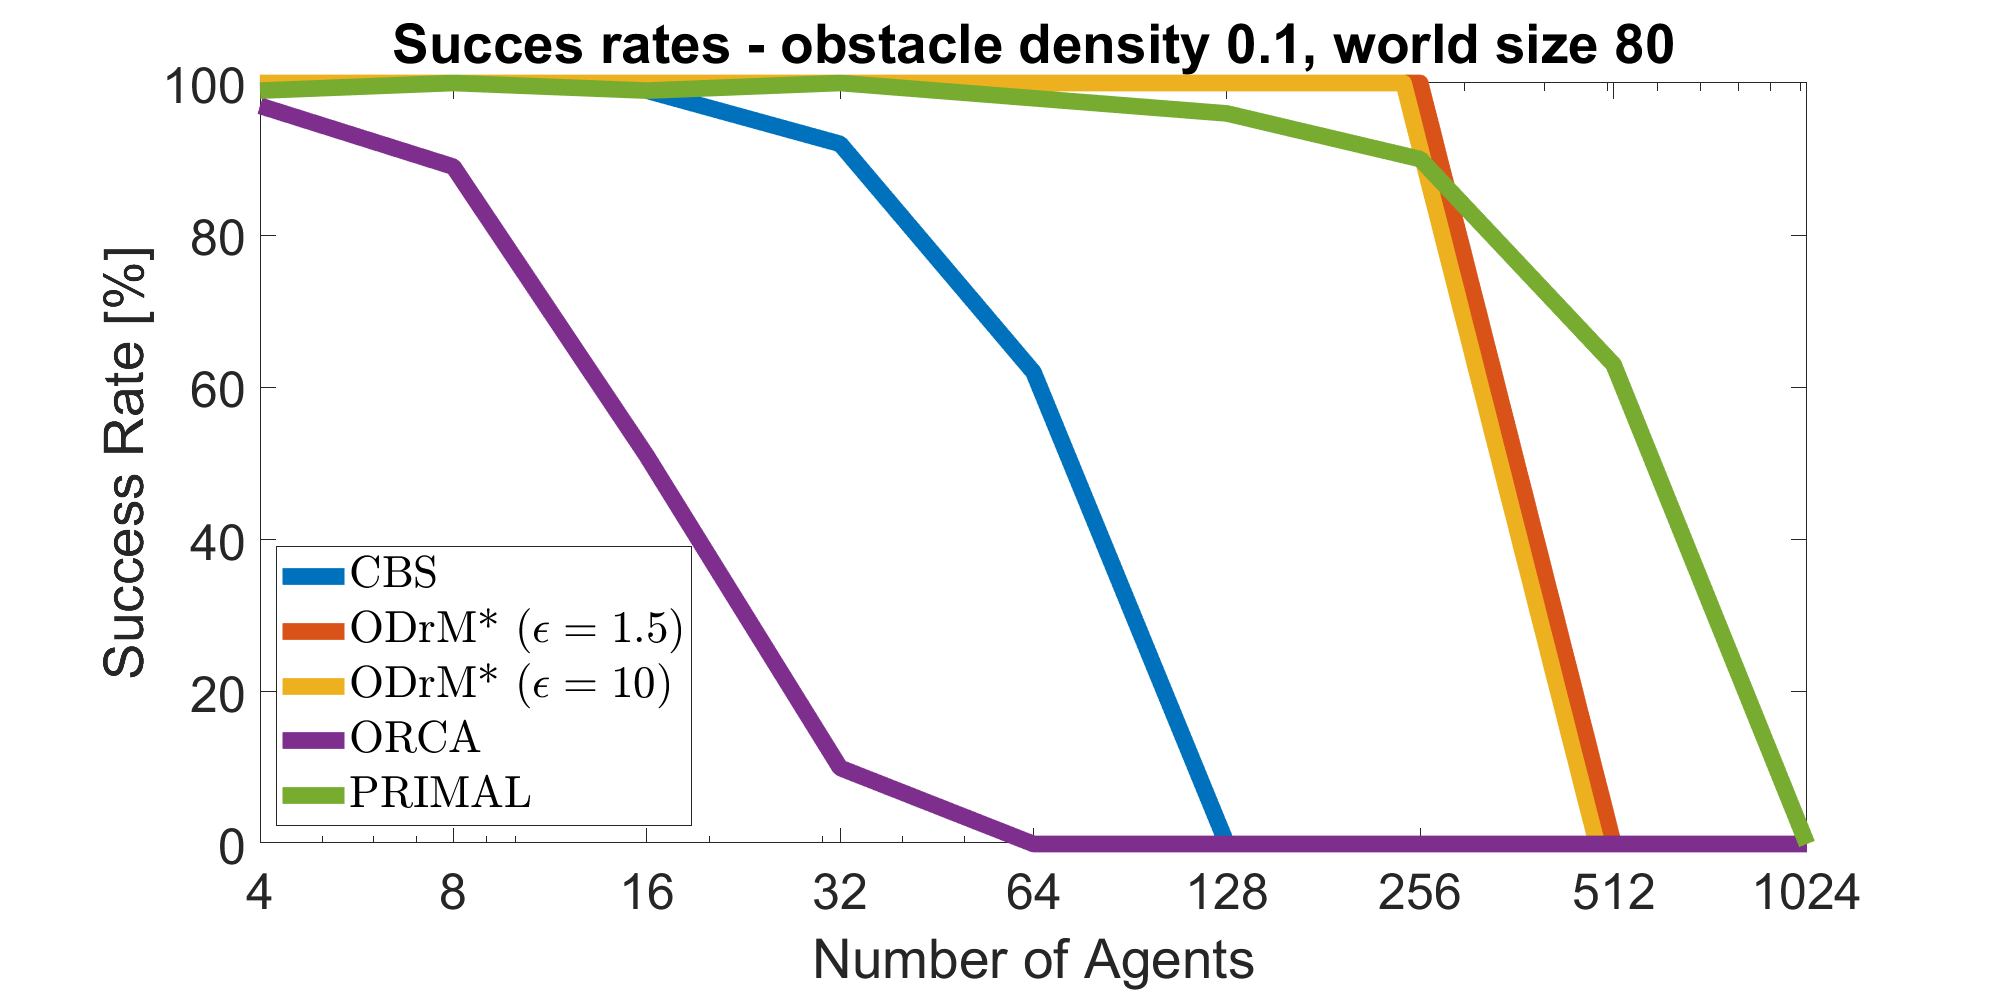 Succes rates - obstacle density 0.1, world size 80
100
80
60
40
20
0
Success Rate [%]
CBS
ODrM* (ϵ = 1.5)
ODrM* (ϵ = 10)
ORCA
PRIMAL
4 8 16 32 64 128 256 512 1024
Number of Agents